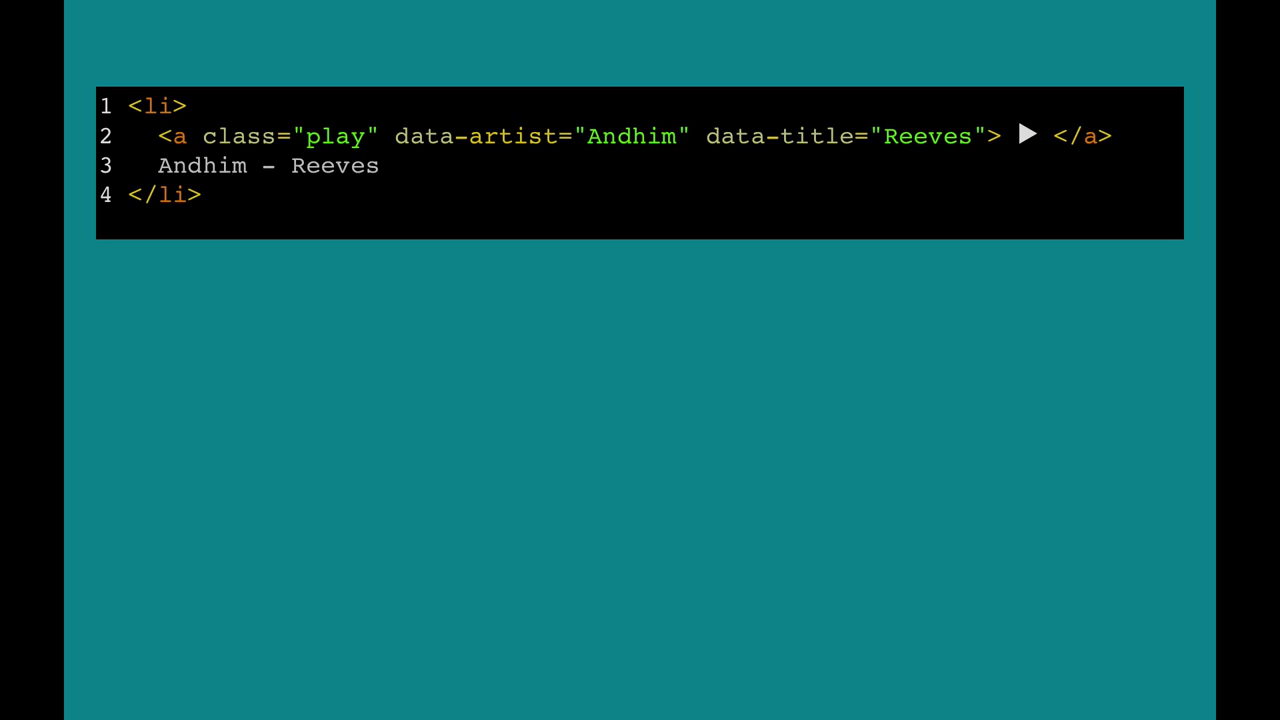 1 <li>
2   <a class="play" data-artist="Andhim" data-title="Reeves"> ▶ </a>
3   Andhim - Reeves
4 </li>